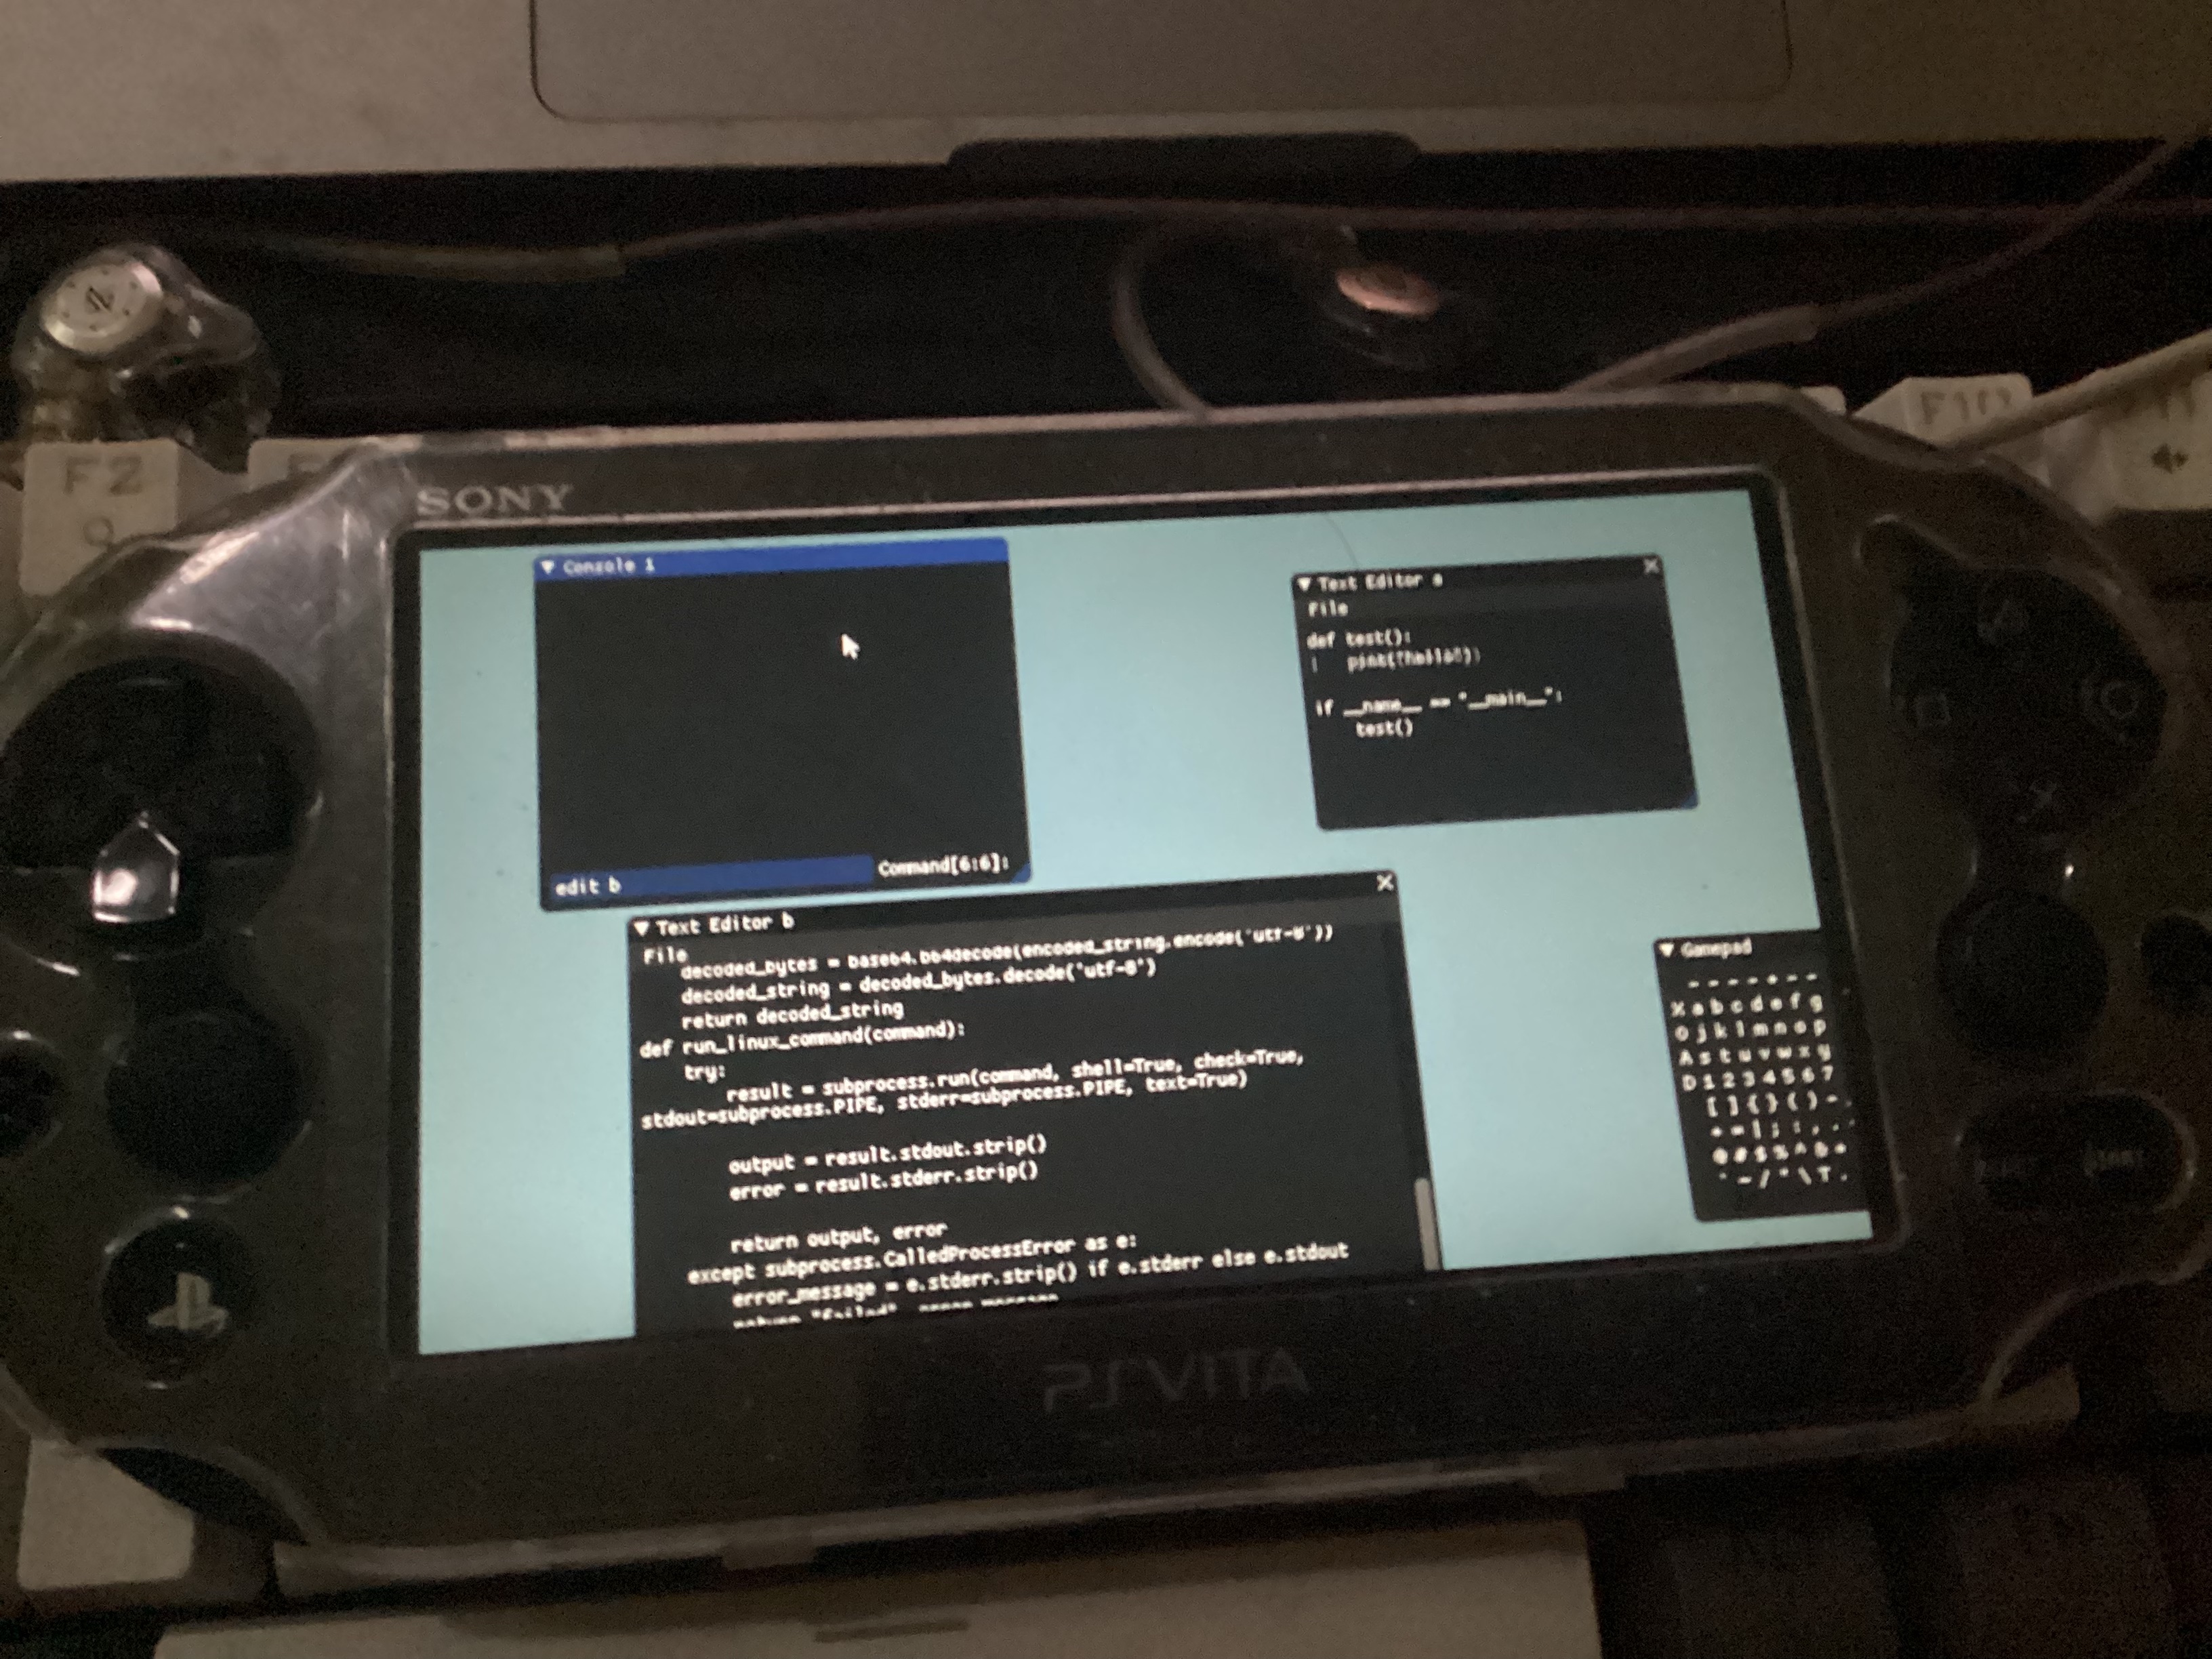 F2
F10
SONY
Console 1
edit b
Command[6:6]:
Text Editor a
File
def test():
if __name__ == "__main__":
test()
Text Editor b
File
decoded_bytes = base64.b64decode(encoded_string.encode('utf-8'))
decoded_string = decoded_bytes.decode('utf-8')
return decoded_string
def run_linux_command(command):
try:
result = subprocess.run(command, shell=True, check=True,
stdout=subprocess.PIPE, stderr=subprocess.PIPE, text=True)
output = result.stdout.strip()
error = result.stderr.strip()
return output, error
except subprocess.CalledProcessError as e:
error_message = e.stderr.strip() if e.stderr else e.stdout
Gamepad
X a b c d e f g
O j k l m n o p
A s t u v w x y
D 1 2 3 4 5 6 7
[ ] { } ( ) -
PSVITA
START